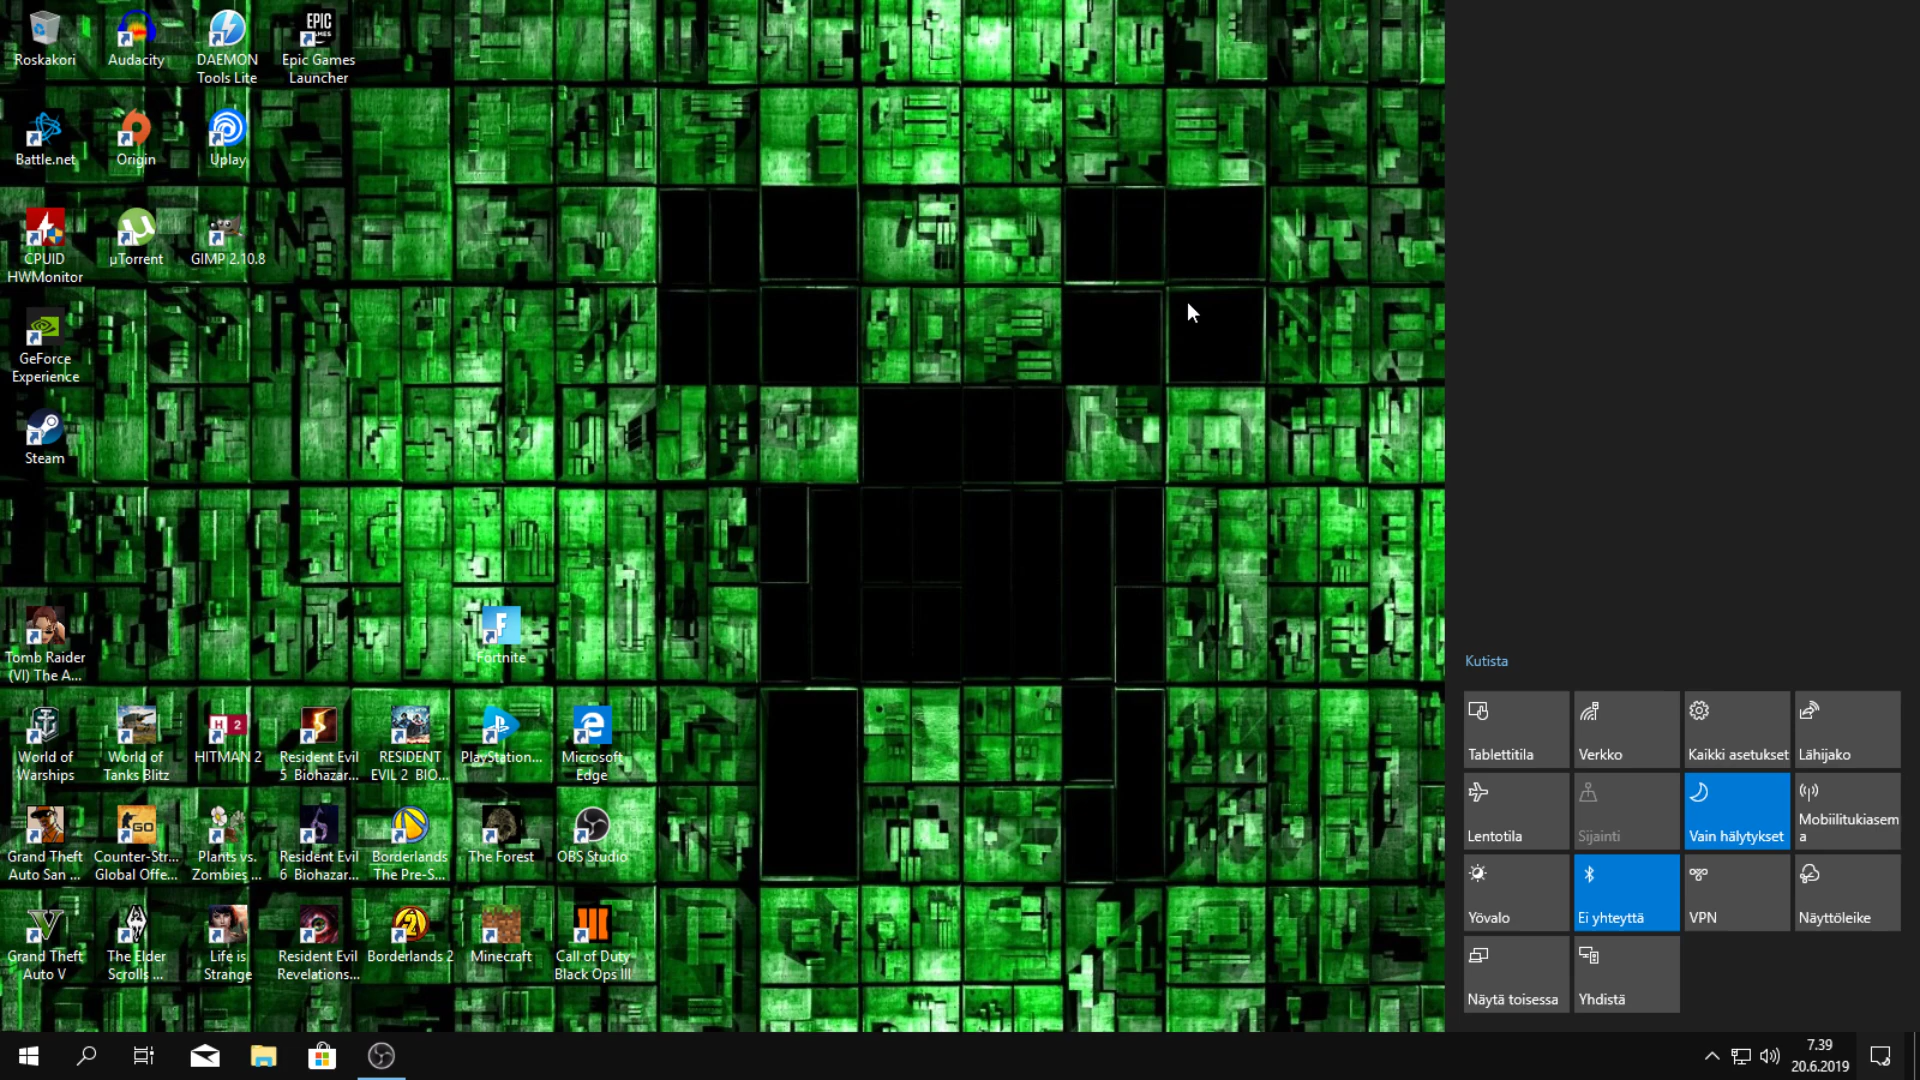 EPIC
GAMES
Roskakori
Audacity
DAEMON
Tools Lite
Epic Games
Launcher
Battle.net
Origin
Uplay
CPUID
HWMonitor
µTorrent
GIMP 2.10.8
GeForce
Experience
Steam
Tomb Raider
(VI) The A...
F
Fortnite
H 2
World of
Warships
World of
Tanks Blitz
HITMAN 2
Resident Evil
5 Biohazar...
RESIDENT
EVIL 2 BIO...
PlayStation...
Microsoft
Edge
GO
Grand Theft
Auto San ...
Counter-Str...
Global Offe...
Plants vs.
Zombies ...
Resident Evil
6 Biohazar...
Borderlands
The Pre-S...
The Forest
OBS Studio
V
2
III
Grand Theft
Auto V
The Elder
Scrolls ...
Life is
Strange
Resident Evil
Revelations...
Borderlands 2
Minecraft
Call of Duty
Black Ops III
Kutista
Tablettitila
Verkko
Kaikki asetukset
Lähijako
Lentotila
Sijainti
Vain hälytykset
Mobiilitukiasem
a
Yövalo
Ei yhteyttä
VPN
Näyttöleike
Näytä toisessa
Yhdistä
7.39
20.6.2019